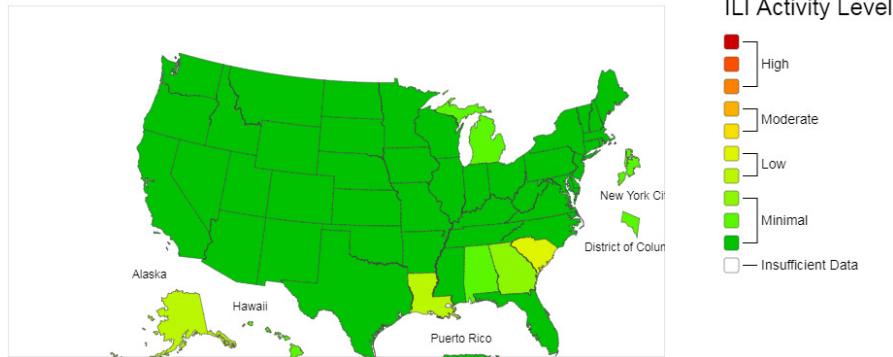 ILI Activity Level
High
Moderate
Low
Minimal
Insufficient Data
New York Cit
District of Colum
Alaska
Hawaii
Puerto Rico